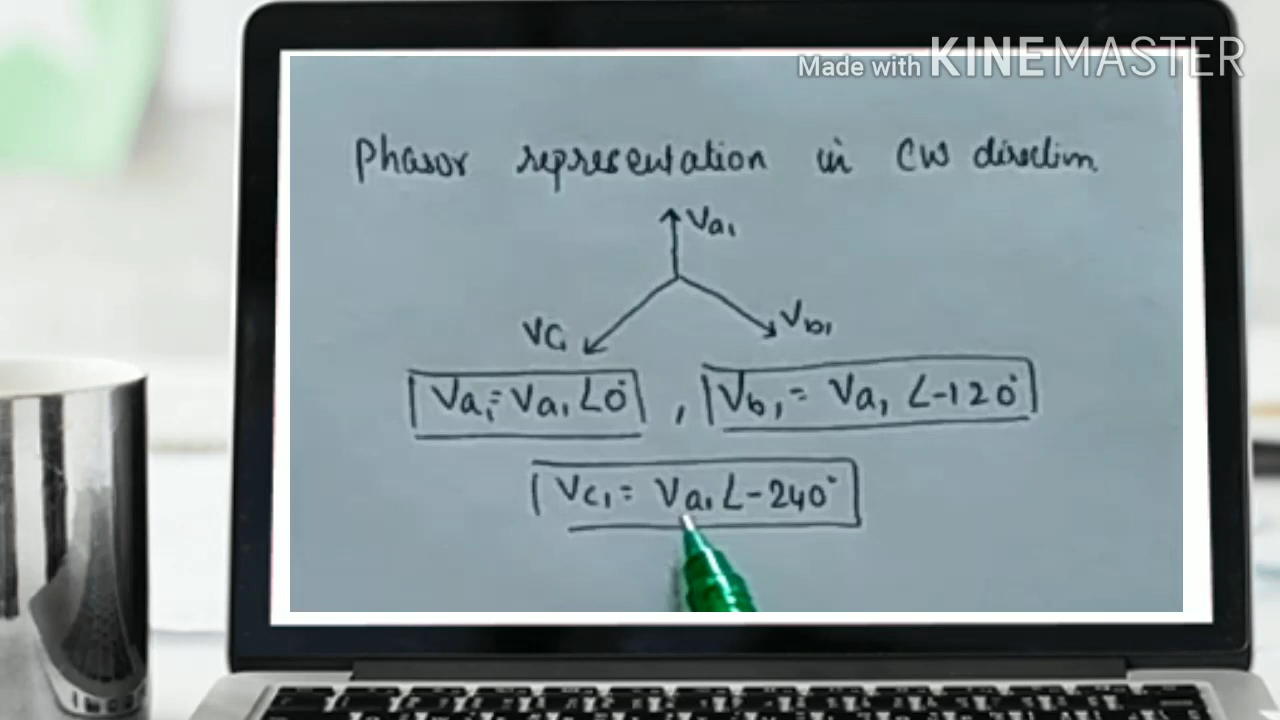 Made with KINEMASTER
Phasor representation in CW direction
Va₁
VC₁
Vb₁
Va₁ = Va₁ ∠0° , Vb₁ = Va₁ ∠-120°
VC₁ = Va₁ ∠-240°